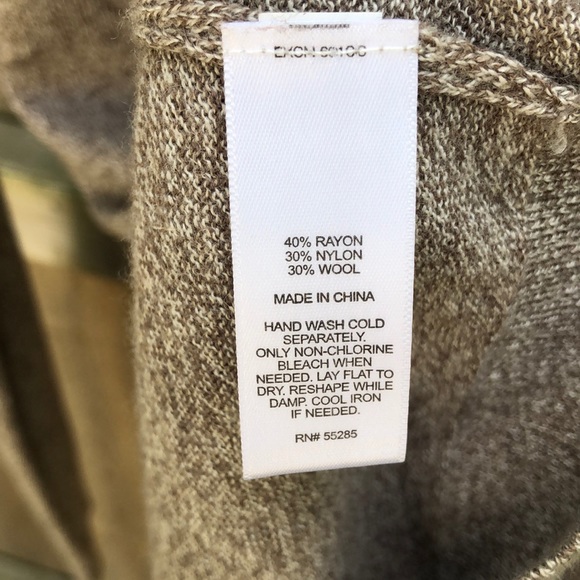 40% RAYON
30% NYLON
30% WOOL
MADE IN CHINA
HAND WASH COLD
SEPARATELY.
ONLY NON-CHLORINE
BLEACH WHEN
NEEDED. LAY FLAT TO
DRY. RESHAPE WHILE
DAMP. COOL IRON
IF NEEDED.
RN# 55285